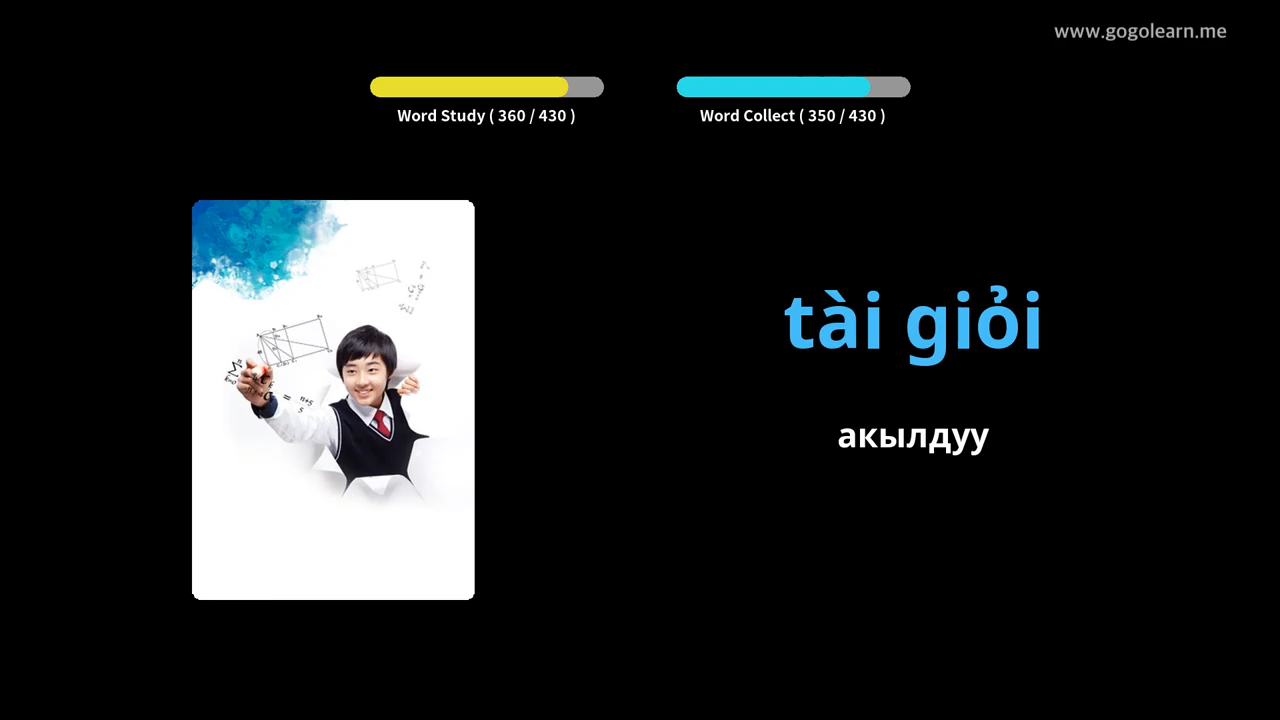 www.gogolearn.me
Word Study ( 360 / 430 )
Word Collect ( 350 / 430 )
tài giỏi
акылдуу